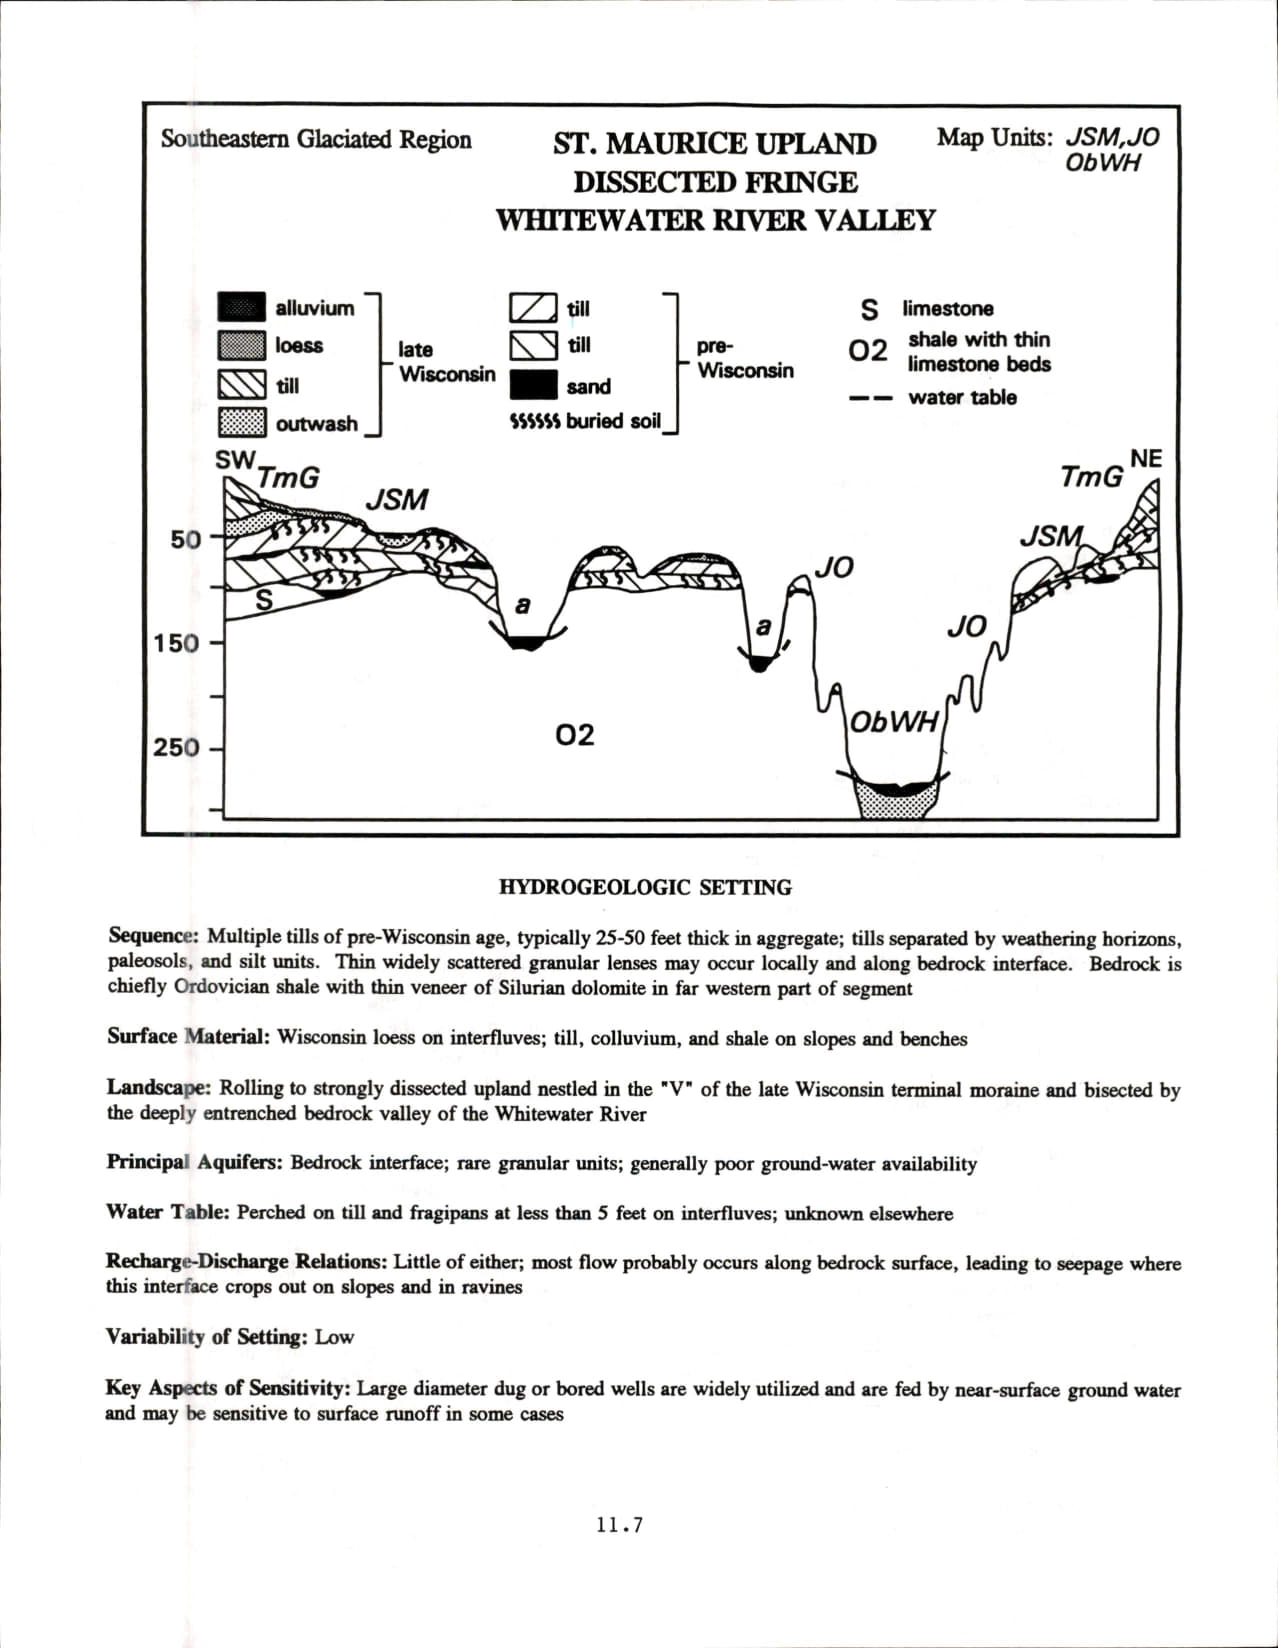 Southeastern Glaciated Region
ST. MAURICE UPLAND
DISSECTED FRINGE
WHITEWATER RIVER VALLEY
Map Units: JSM,JO
ObWH
alluvium
loess
till
outwash
late
Wisconsin
till
till
sand
ssssss buried soil
pre-
Wisconsin
S limestone
O2 shale with thin
limestone beds
-- water table
SW
TmG
JSM
50
S
150
250
a
O2
a
JO
ObWH
JO
JSM
TmG
NE
HYDROGEOLOGIC SETTING
Sequence: Multiple tills of pre-Wisconsin age, typically 25-50 feet thick in aggregate; tills separated by weathering horizons,
paleosols, and silt units. Thin widely scattered granular lenses may occur locally and along bedrock interface. Bedrock is
chiefly Ordovician shale with thin veneer of Silurian dolomite in far western part of segment
Surface Material: Wisconsin loess on interfluves; till, colluvium, and shale on slopes and benches
Landscape: Rolling to strongly dissected upland nestled in the "V" of the late Wisconsin terminal moraine and bisected by
the deeply entrenched bedrock valley of the Whitewater River
Principal Aquifers: Bedrock interface; rare granular units; generally poor ground-water availability
Water Table: Perched on till and fragipans at less than 5 feet on interfluves; unknown elsewhere
Recharge-Discharge Relations: Little of either; most flow probably occurs along bedrock surface, leading to seepage where
this interface crops out on slopes and in ravines
Variability of Setting: Low
Key Aspects of Sensitivity: Large diameter dug or bored wells are widely utilized and are fed by near-surface ground water
and may be sensitive to surface runoff in some cases
11.7